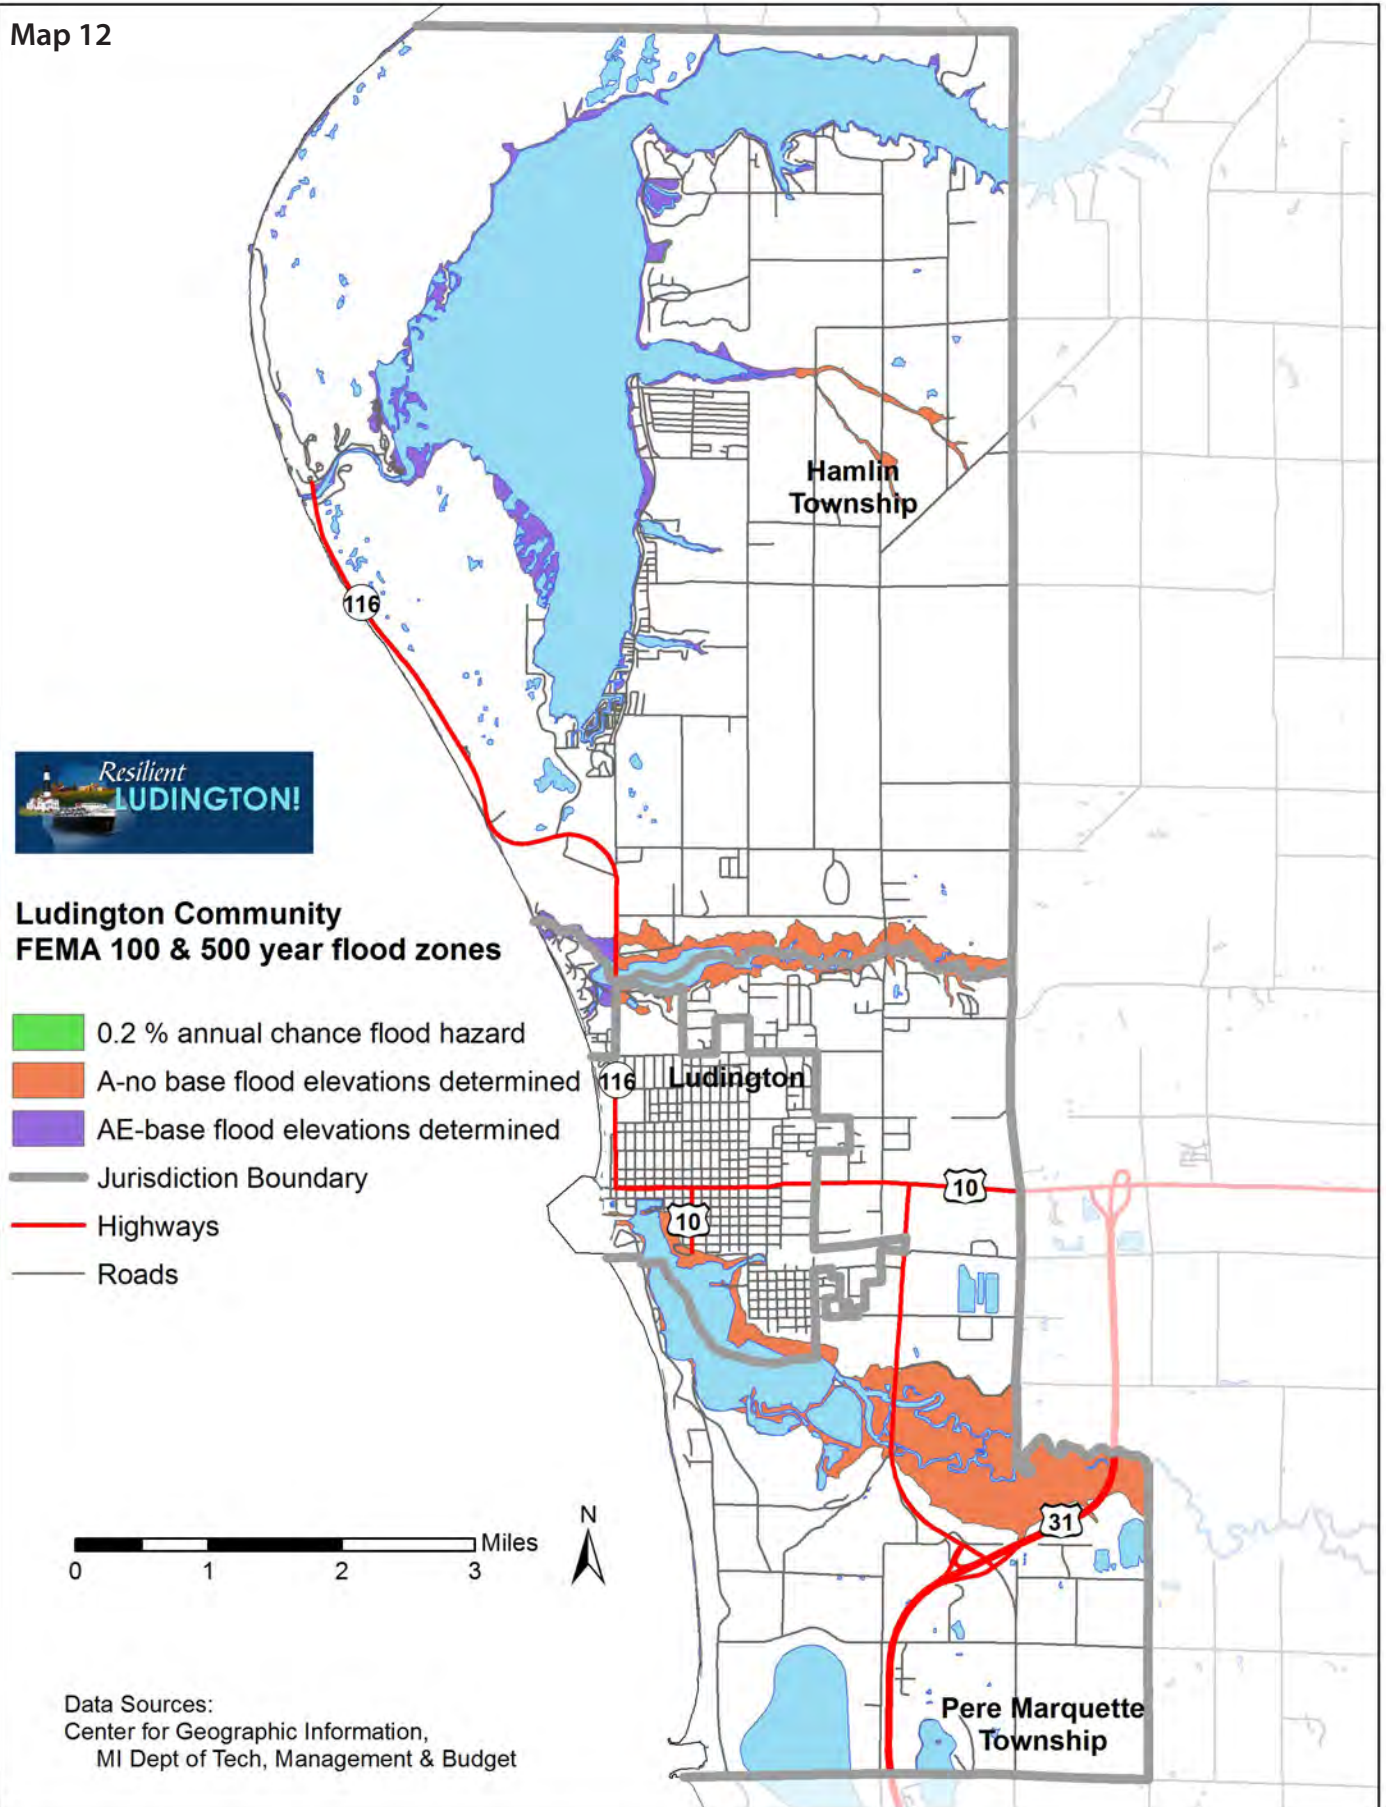 Map 12
Hamlin
Township
116
Resilient
LUDINGTON!
Ludington Community
FEMA 100 & 500 year flood zones
0.2 % annual chance flood hazard
A-no base flood elevations determined
AE-base flood elevations determined
Jurisdiction Boundary
Highways
Roads
116
Ludington
10
10
31
N
Miles
0 1 2 3
Pere Marquette
Township
Data Sources:
Center for Geographic Information,
MI Dept of Tech, Management & Budget